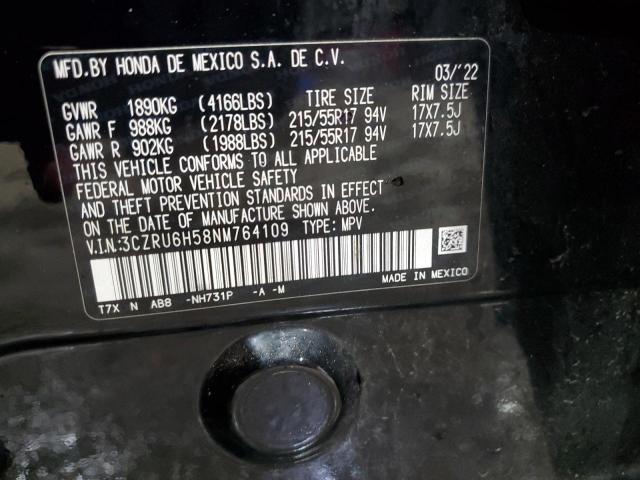 MFD.BY HONDA DE MEXICO S.A. DE C.V.
03/'22
GVWR 1890KG (4166LBS) TIRE SIZE RIM SIZE
GAWR F 988KG (2178LBS) 215/55R17 94V 17X7.5J
GAWR R 902KG (1988LBS) 215/55R17 94V 17X7.5J
THIS VEHICLE CONFORMS TO ALL APPLICABLE
FEDERAL MOTOR VEHICLE SAFETY
AND THEFT PREVENTION STANDARDS IN EFFECT
ON THE DATE OF MANUFACTURE SHOWN ABOVE.
V.I.N.:3CZRU6H58NM764109 TYPE: MPV
T7X N AB8 -NH731P -A -M MADE IN MEXICO